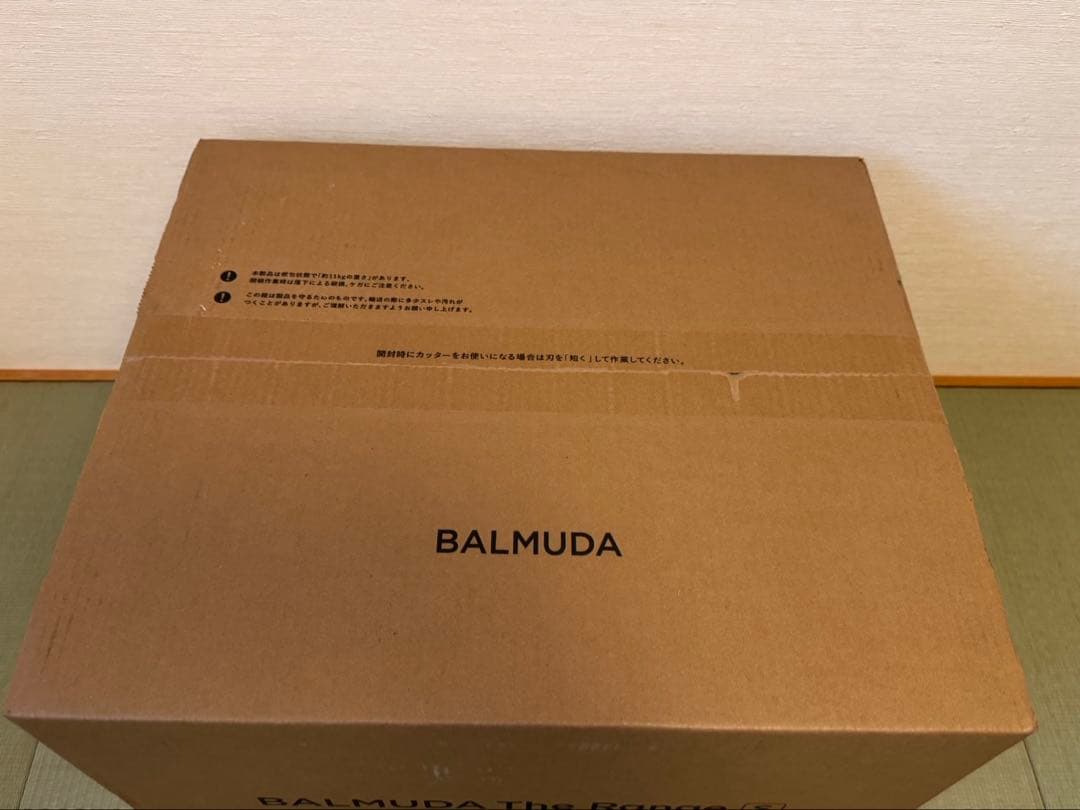 本製品は梱包状態で「約11kgの重さ」があります。
開梱作業時は落下による破損、ケガにご注意ください。
この箱は製品を守るためのものです。輸送の際に多少スレや汚れが
つくことがありますが、ご理解いただきますようお願い申し上げます。
開封時にカッターをお使いになる場合は刃を「短く」して作業してください。
BALMUDA
BALMUDA The Range S